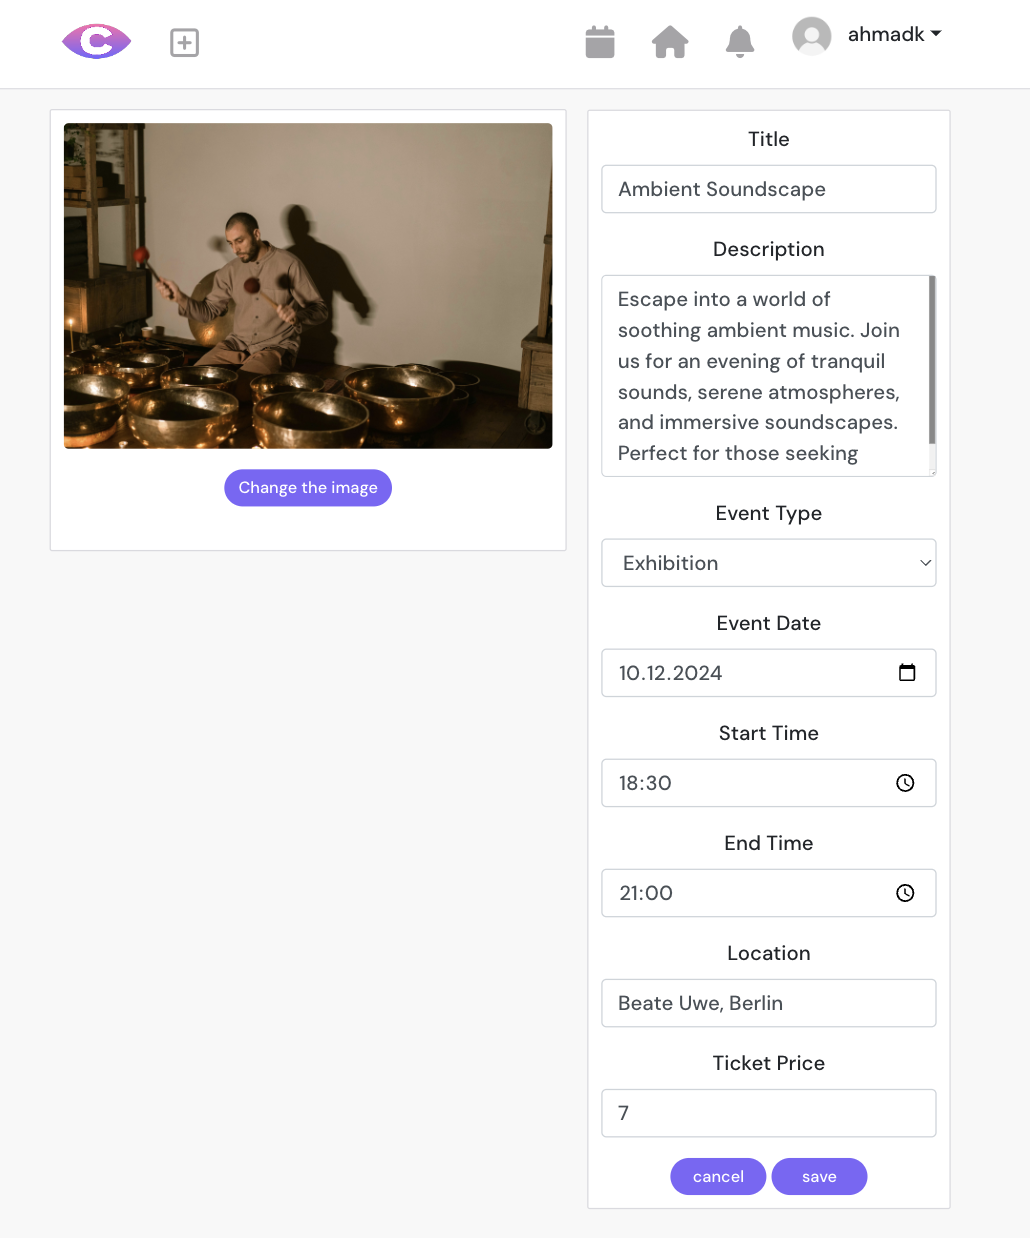 C
ahmadk
Change the image
Title
Ambient Soundscape
Description
Escape into a world of
soothing ambient music. Join
us for an evening of tranquil
sounds, serene atmospheres,
and immersive soundscapes.
Perfect for those seeking
Event Type
Exhibition
Event Date
10.12.2024
Start Time
18:30
End Time
21:00
Location
Beate Uwe, Berlin
Ticket Price
7
cancel save